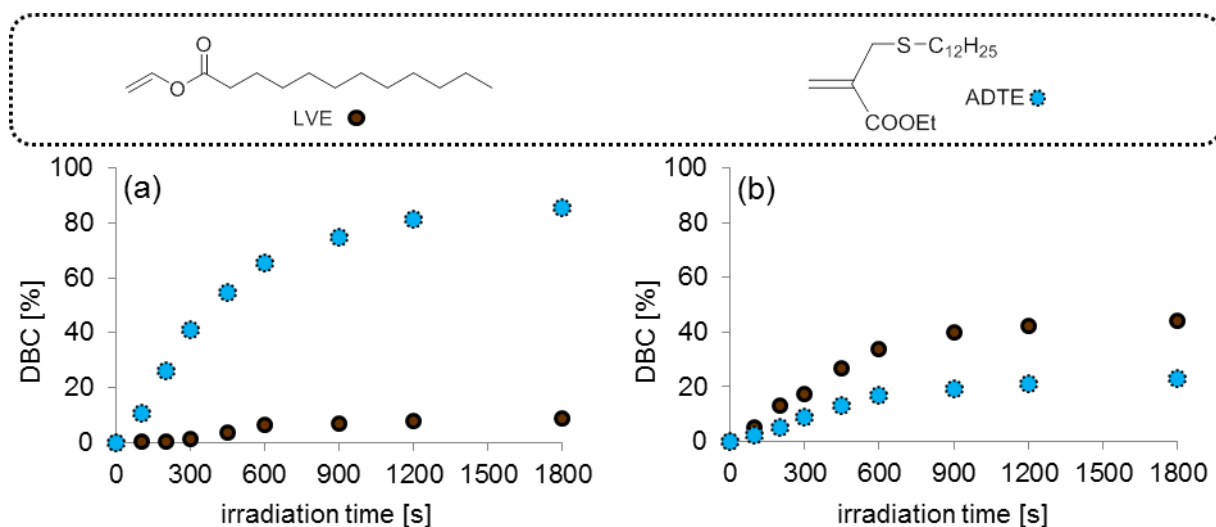 O
O
LVE
S
C12H25
COOEt
ADTE
(a)
DBC [%]
100
80
60
40
20
0
0 300 600 900 1200 1500 1800
irradiation time [s]
(b)
DBC [%]
100
80
60
40
20
0
0 300 600 900 1200 1500 1800
irradiation time [s]